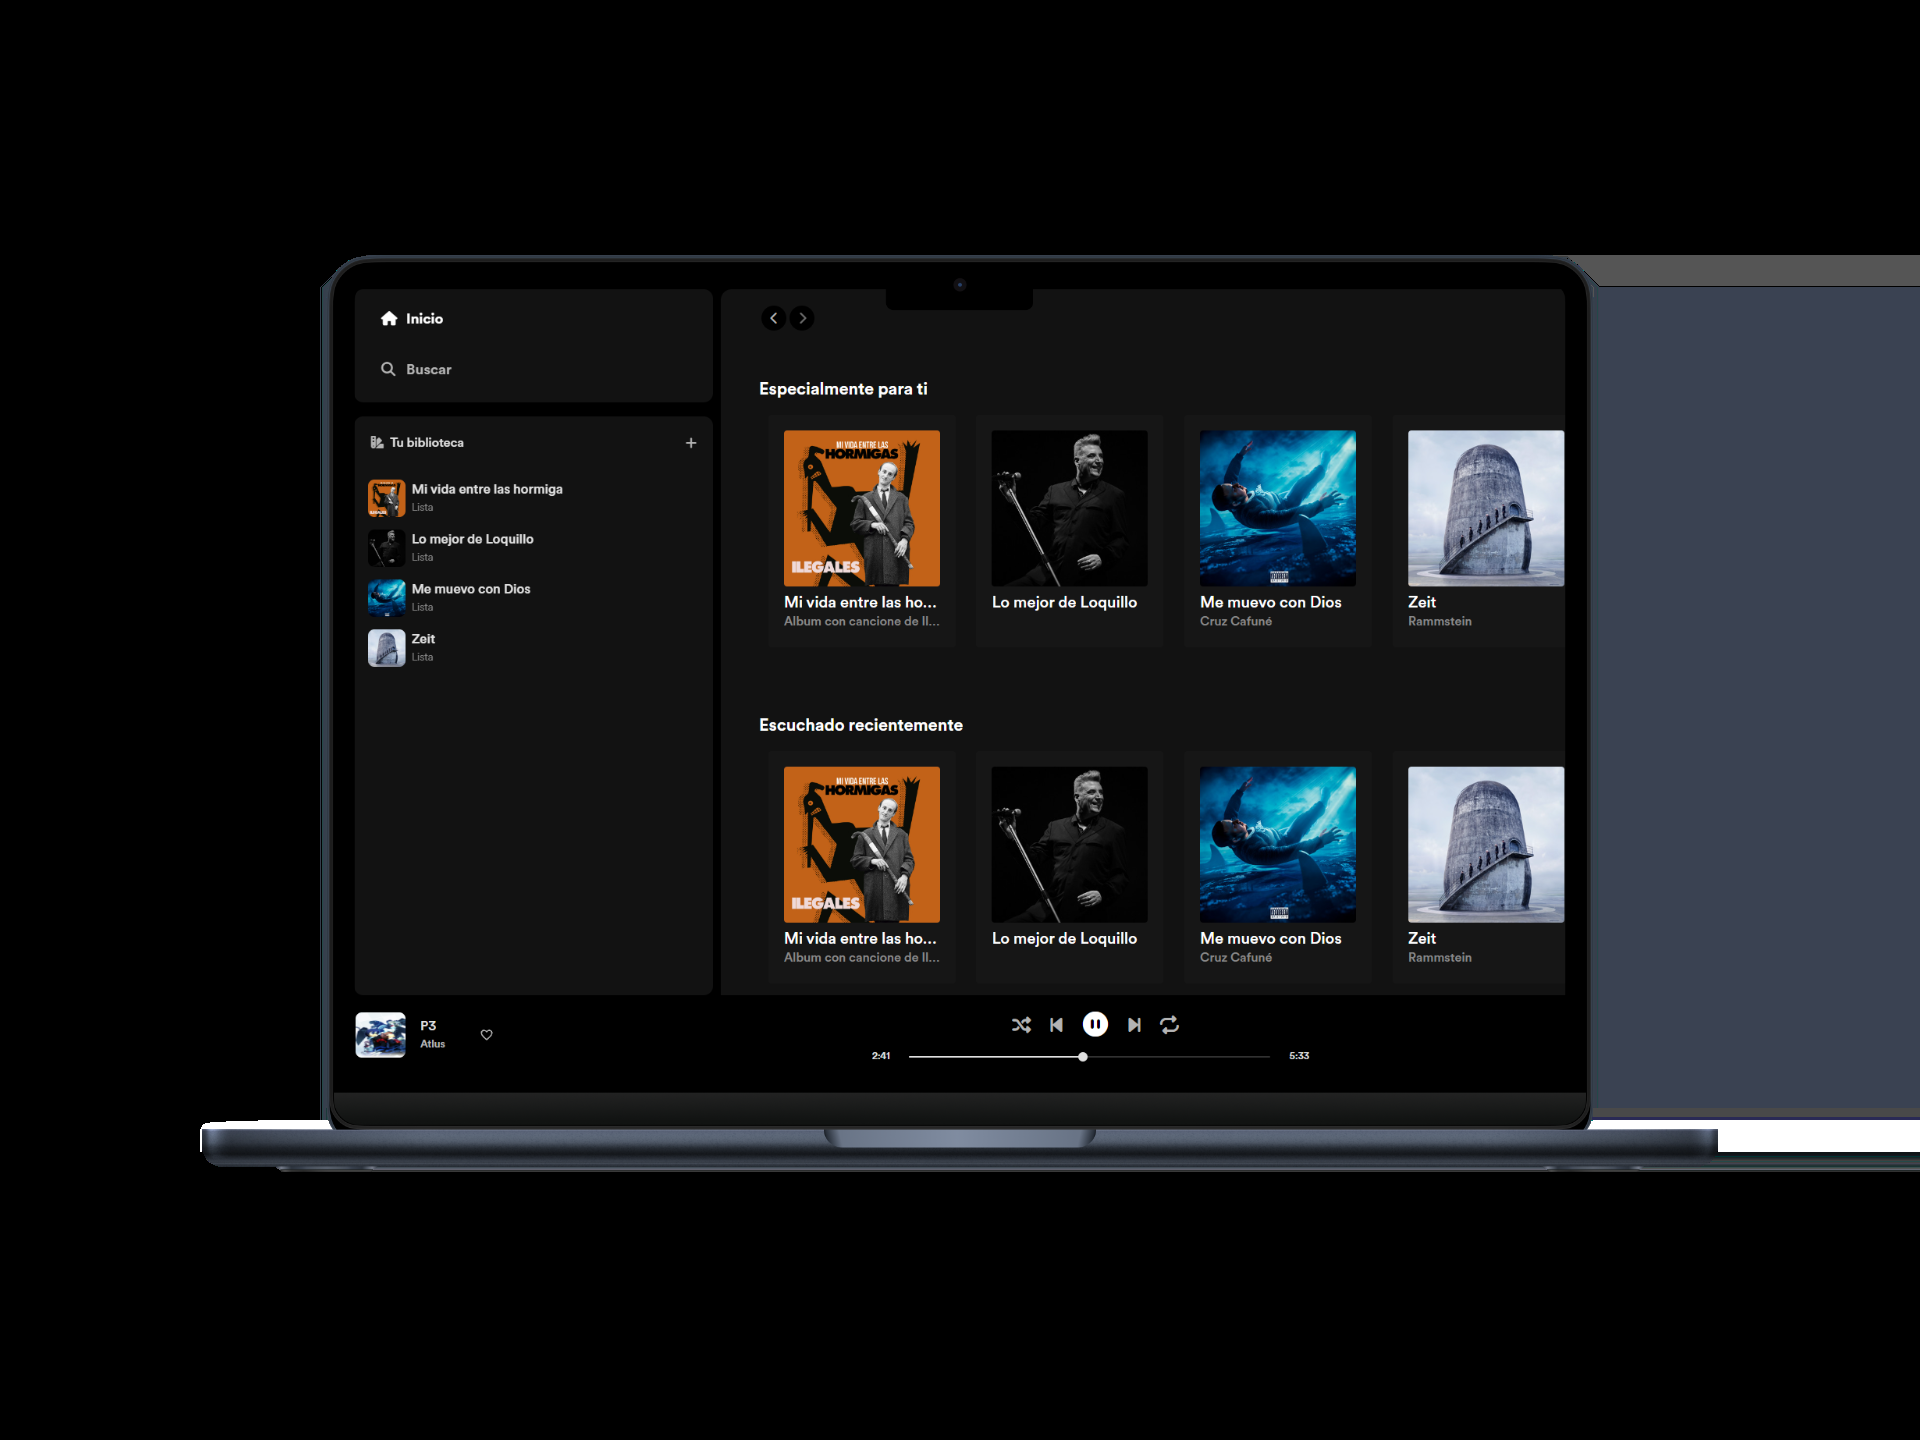 Inicio
Buscar
Tu biblioteca
Mi vida entre las hormiga
Lista
Lo mejor de Loquillo
Lista
Me muevo con Dios
Lista
Zeit
Lista
Especialmente para ti
MI VIDA ENTRE LAS
HORMIGAS
ILEGALES
Mi vida entre las ho...
Album con cancione de Il...
Lo mejor de Loquillo
Me muevo con Dios
Cruz Cafuné
Zeit
Rammstein
Escuchado recientemente
MI VIDA ENTRE LAS
HORMIGAS
ILEGALES
Mi vida entre las ho...
Album con cancione de Il...
Lo mejor de Loquillo
Me muevo con Dios
Cruz Cafuné
Zeit
Rammstein
P3
Atlus
2:41
5:33